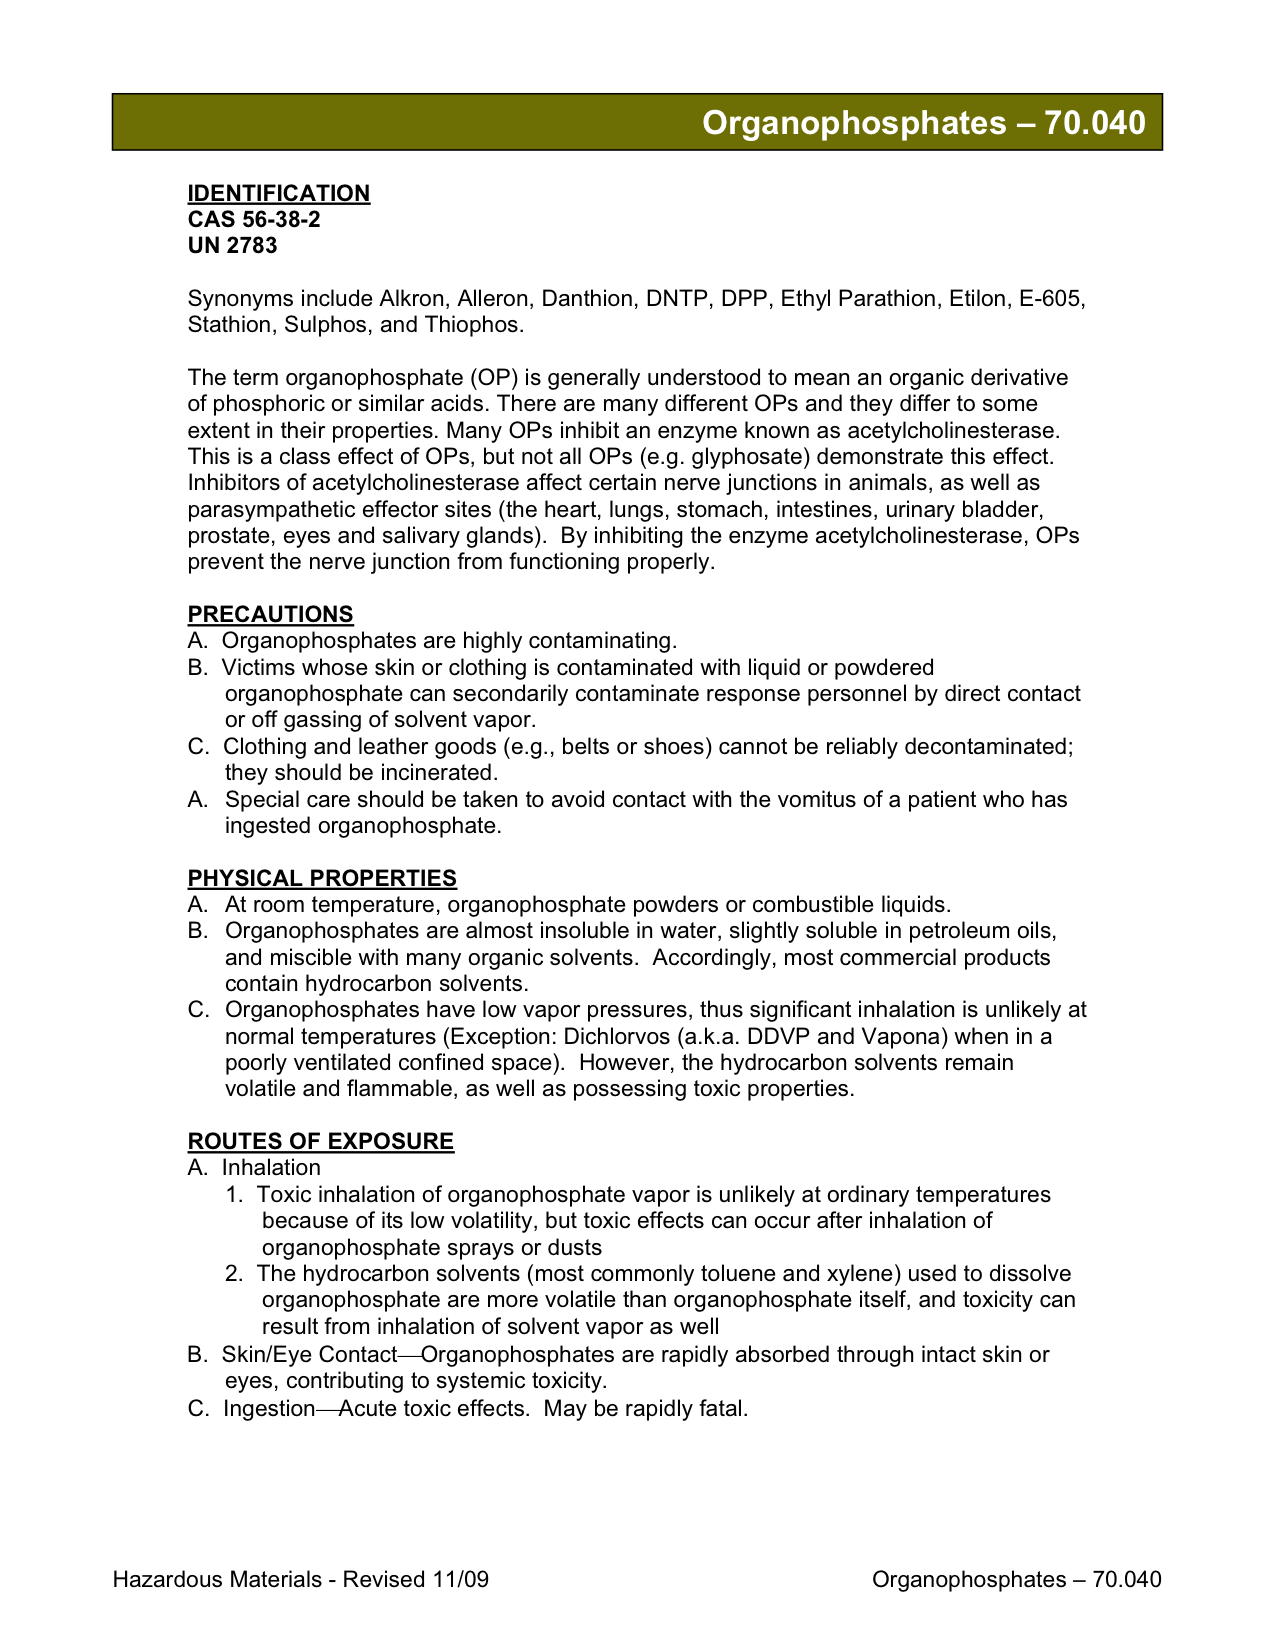 Organophosphates – 70.040
IDENTIFICATION
CAS 56-38-2
UN 2783
Synonyms include Alkron, Alleron, Danthion, DNTP, DPP, Ethyl Parathion, Etilon, E-605,
Stathion, Sulphos, and Thiophos.
The term organophosphate (OP) is generally understood to mean an organic derivative
of phosphoric or similar acids. There are many different OPs and they differ to some
extent in their properties. Many OPs inhibit an enzyme known as acetylcholinesterase.
This is a class effect of OPs, but not all OPs (e.g. glyphosate) demonstrate this effect.
Inhibitors of acetylcholinesterase affect certain nerve junctions in animals, as well as
parasympathetic effector sites (the heart, lungs, stomach, intestines, urinary bladder,
prostate, eyes and salivary glands).  By inhibiting the enzyme acetylcholinesterase, OPs
prevent the nerve junction from functioning properly.
PRECAUTIONS
A. Organophosphates are highly contaminating.
B. Victims whose skin or clothing is contaminated with liquid or powdered
organophosphate can secondarily contaminate response personnel by direct contact
or off gassing of solvent vapor.
C. Clothing and leather goods (e.g., belts or shoes) cannot be reliably decontaminated;
they should be incinerated.
A. Special care should be taken to avoid contact with the vomitus of a patient who has
ingested organophosphate.
PHYSICAL PROPERTIES
A. At room temperature, organophosphate powders or combustible liquids.
B. Organophosphates are almost insoluble in water, slightly soluble in petroleum oils,
and miscible with many organic solvents.  Accordingly, most commercial products
contain hydrocarbon solvents.
C. Organophosphates have low vapor pressures, thus significant inhalation is unlikely at
normal temperatures (Exception: Dichlorvos (a.k.a. DDVP and Vapona) when in a
poorly ventilated confined space).  However, the hydrocarbon solvents remain
volatile and flammable, as well as possessing toxic properties.
ROUTES OF EXPOSURE
A. Inhalation
1. Toxic inhalation of organophosphate vapor is unlikely at ordinary temperatures
because of its low volatility, but toxic effects can occur after inhalation of
organophosphate sprays or dusts
2. The hydrocarbon solvents (most commonly toluene and xylene) used to dissolve
organophosphate are more volatile than organophosphate itself, and toxicity can
result from inhalation of solvent vapor as well
B. Skin/Eye Contact—Organophosphates are rapidly absorbed through intact skin or
eyes, contributing to systemic toxicity.
C. Ingestion—Acute toxic effects.  May be rapidly fatal.
Hazardous Materials - Revised 11/09
Organophosphates – 70.040